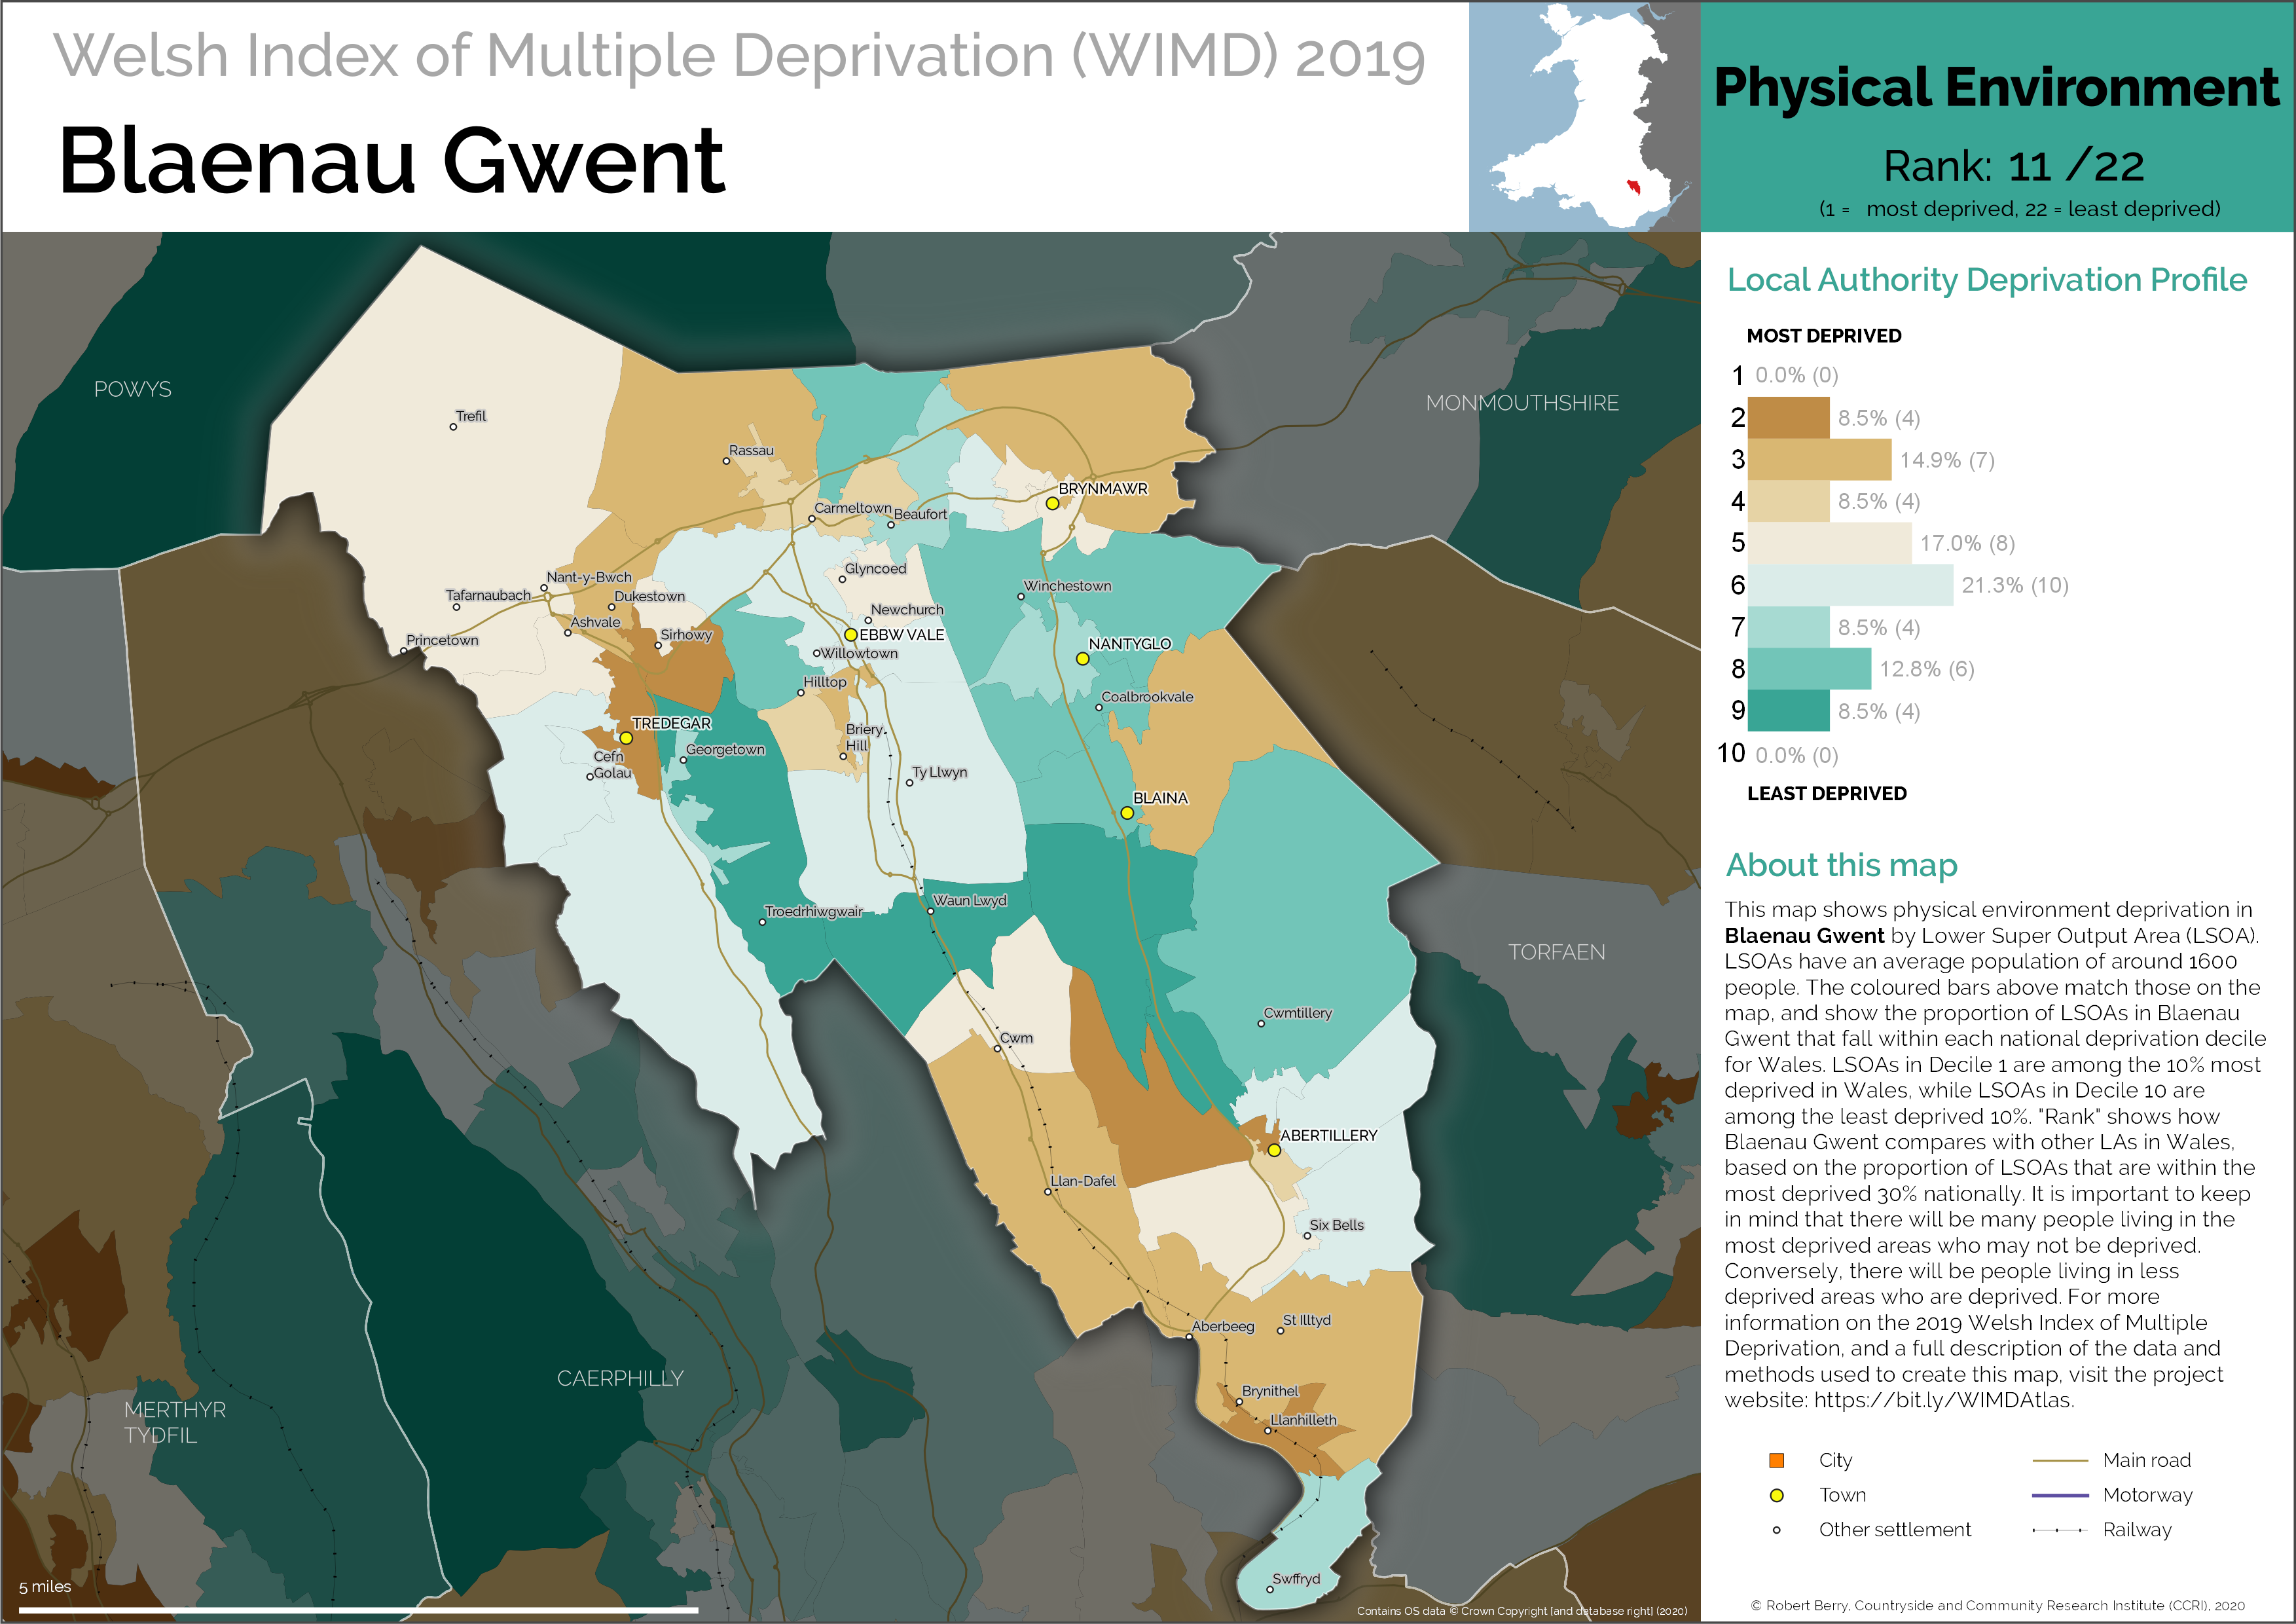 Welsh Index of Multiple Deprivation (WIMD) 2019
Blaenau Gwent
Physical Environment
Rank: 11 /22
(1 = most deprived, 22 = least deprived)
Local Authority Deprivation Profile
MOST DEPRIVED
1 0.0% (0)
2 8.5% (4)
3 14.9% (7)
4 8.5% (4)
5 17.0% (8)
6 21.3% (10)
7 8.5% (4)
8 12.8% (6)
9 8.5% (4)
10 0.0% (0)
LEAST DEPRIVED
About this map
This map shows physical environment deprivation in
Blaenau Gwent by Lower Super Output Area (LSOA).
LSOAs have an average population of around 1600
people. The coloured bars above match those on the
map, and show the proportion of LSOAs in Blaenau
Gwent that fall within each national deprivation decile
for Wales. LSOAs in Decile 1 are among the 10% most
deprived in Wales, while LSOAs in Decile 10 are
among the least deprived 10%. "Rank" shows how
Blaenau Gwent compares with other LAs in Wales,
based on the proportion of LSOAs that are within the
most deprived 30% nationally. It is important to keep
in mind that there will be many people living in the
most deprived areas who may not be deprived.
Conversely, there will be people living in less
deprived areas who are deprived. For more
information on the 2019 Welsh Index of Multiple
Deprivation, and a full description of the data and
methods used to create this map, visit the project
website: https://bit.ly/WIMDAtlas.
City
Town
Other settlement
Main road
Motorway
Railway
© Robert Berry, Countryside and Community Research Institute (CCRI), 2020
POWYS
MONMOUTHSHIRE
Trefil
Rassau
BRYNMAWR
Carmeltown
Beaufort
Glyncoed
Nant-y-Bwch
Tafarnaubach
Dukestown
Winchestown
Newchurch
Ashvale
Sirhowy
EBBW VALE
Princetown
Willowtown
NANTYGLO
Hilltop
Coalbrookvale
TREDEGAR
Briery
Hill
Georgetown
Cefn
Golau
Ty Llwyn
BLAINA
Waun Lwyd
Troedrhiwgwair
TORFAEN
Cwmtillery
Cwm
ABERTILLERY
Llan-Dafel
Six Bells
Aberbeeg
St Illtyd
CAERPHILLY
Brynithel
MERTHYR
TYDFIL
Llanhilleth
Swffryd
5 miles
Contains OS data © Crown Copyright [and database right] (2020)